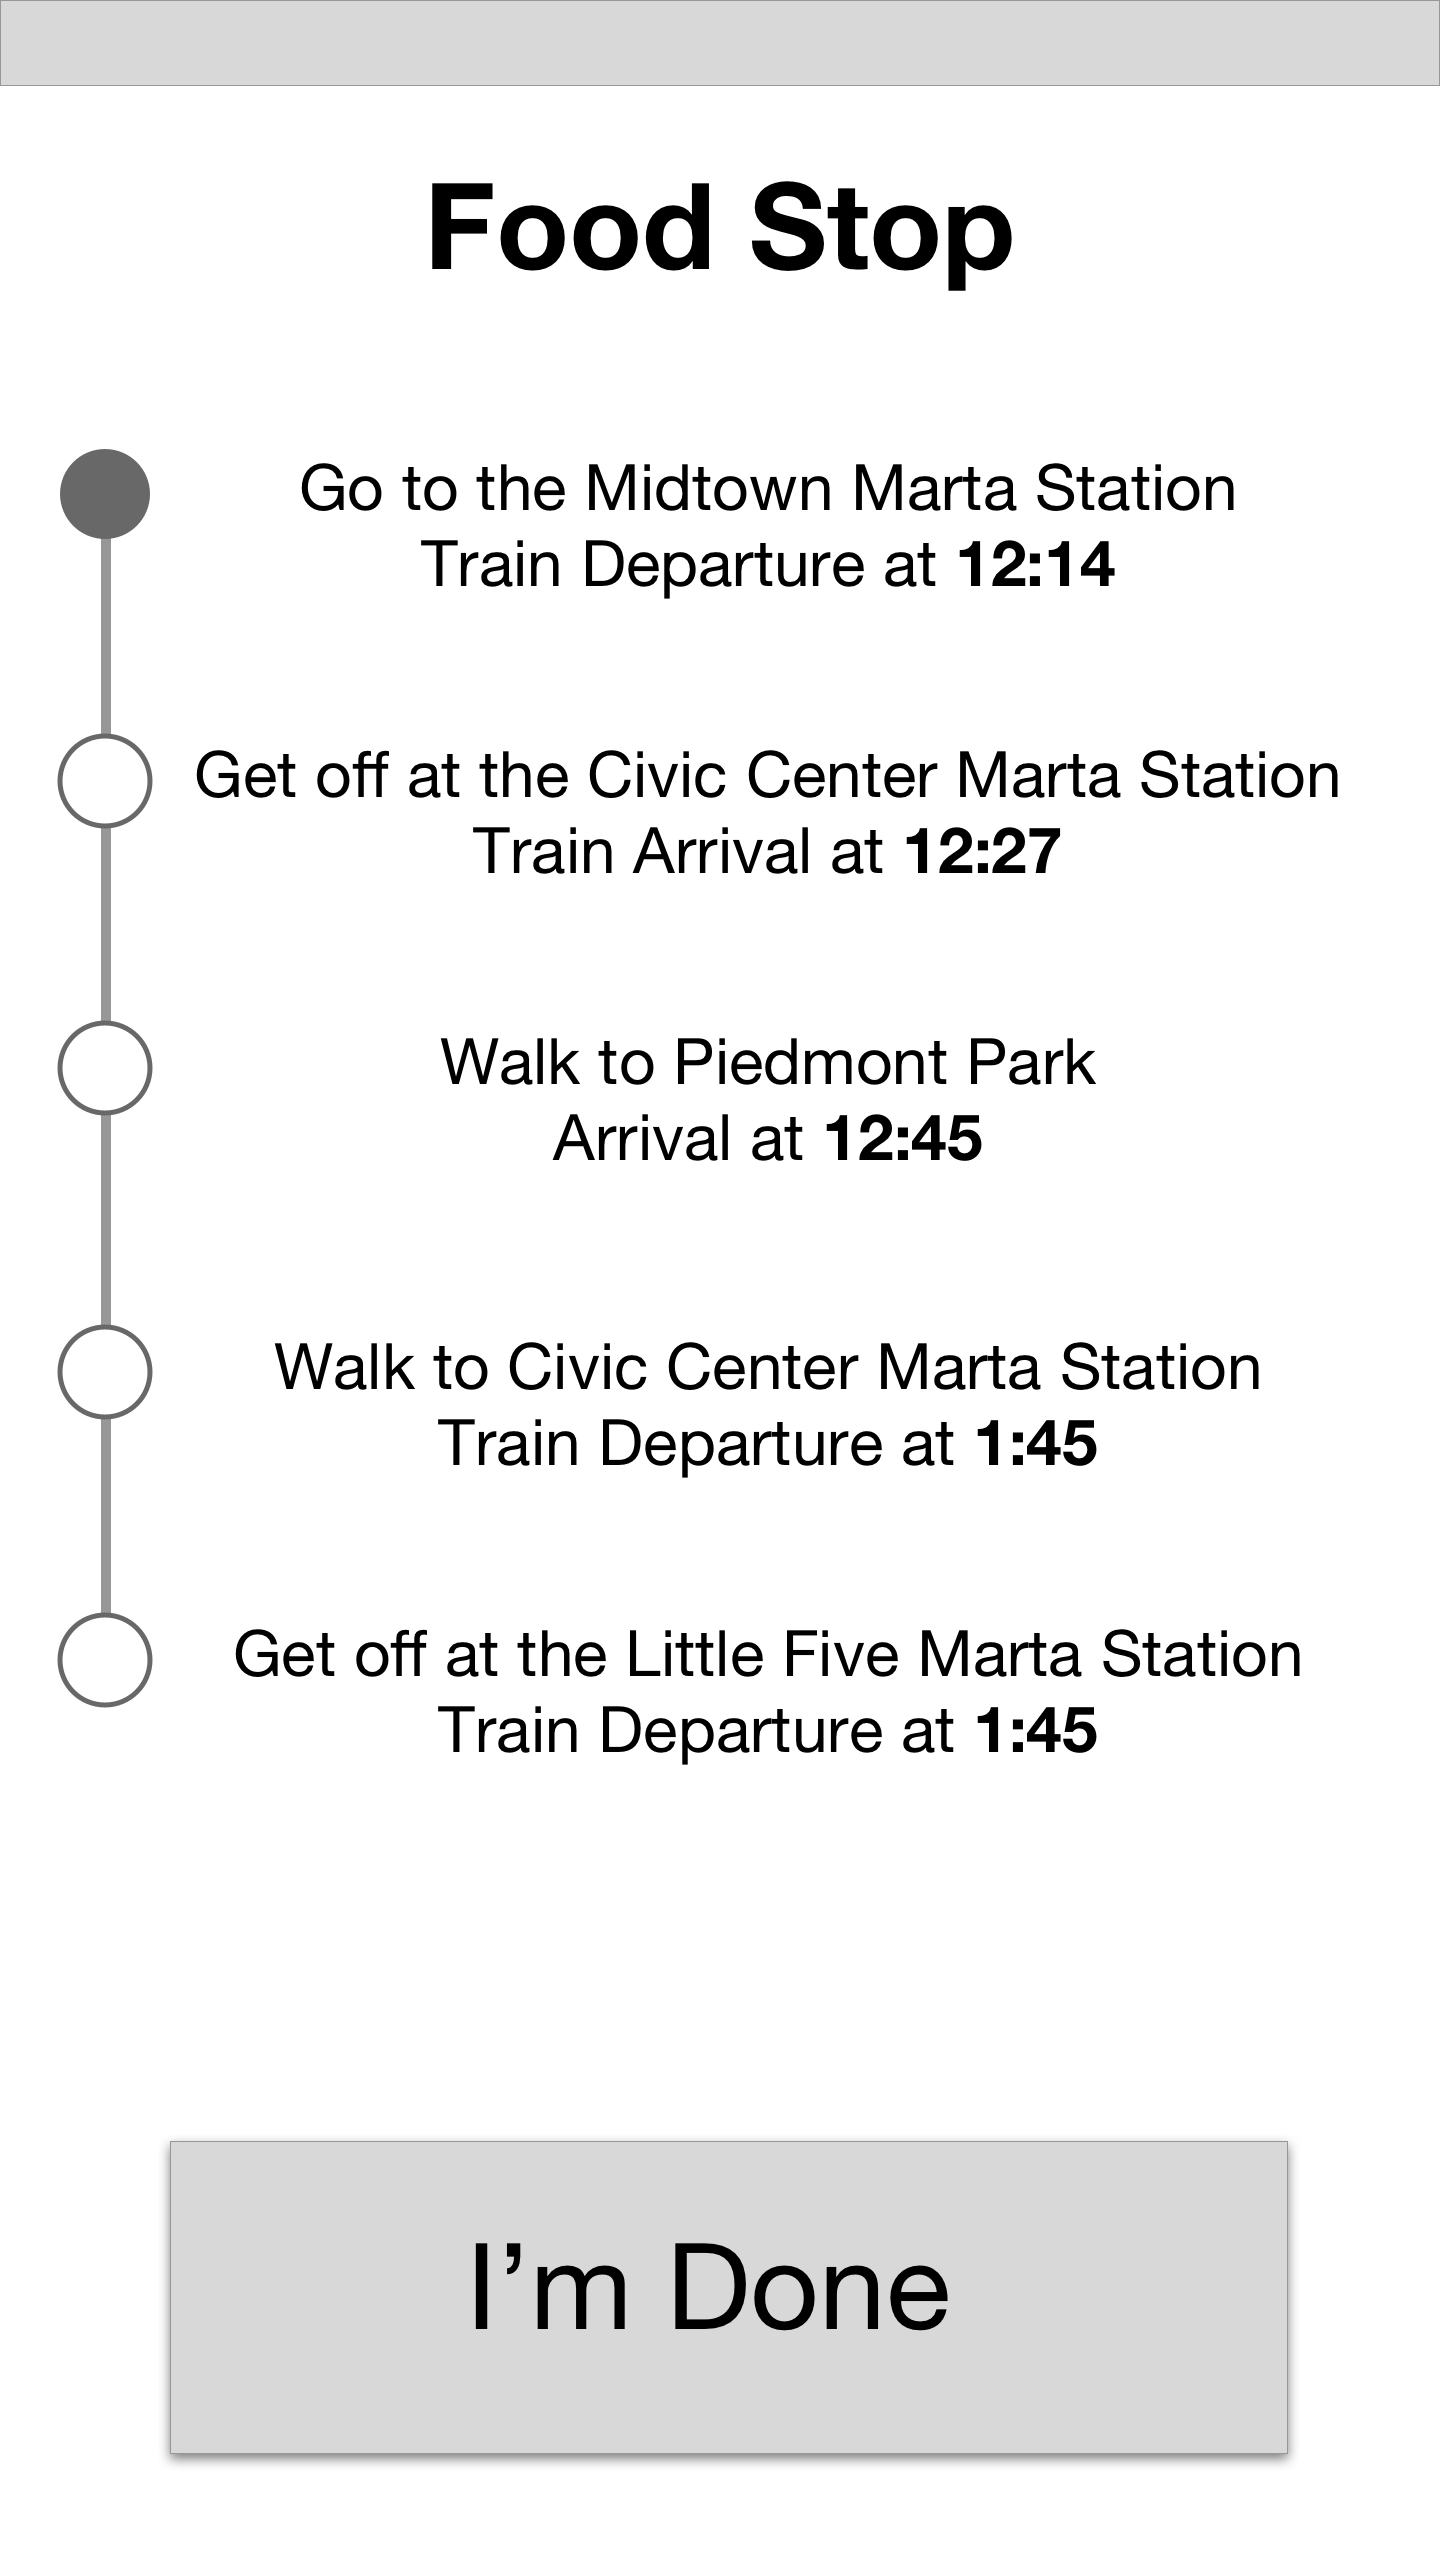 Food Stop
Go to the Midtown Marta Station
Train Departure at 12:14
Get off at the Civic Center Marta Station
Train Arrival at 12:27
Walk to Piedmont Park
Arrival at 12:45
Walk to Civic Center Marta Station
Train Departure at 1:45
Get off at the Little Five Marta Station
Train Departure at 1:45
I’m Done